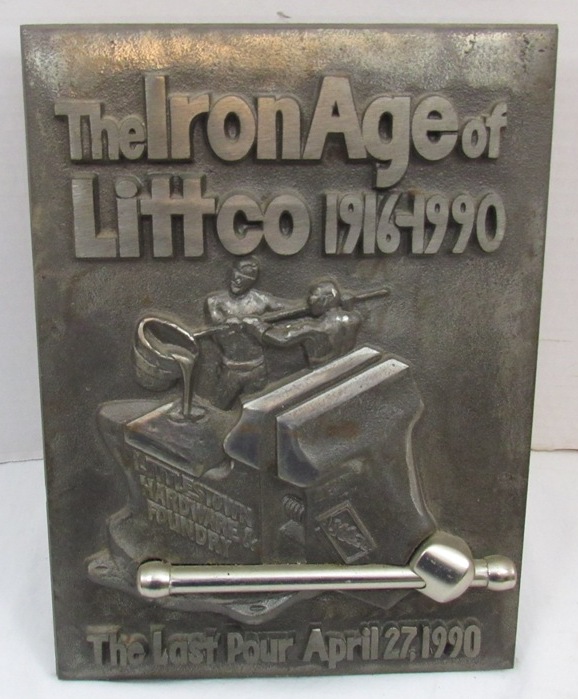 The Iron Age of
Littco 1916-1990
LITTLESTOWN
HARDWARE &
FOUNDRY
The Last Pour April 27, 1990